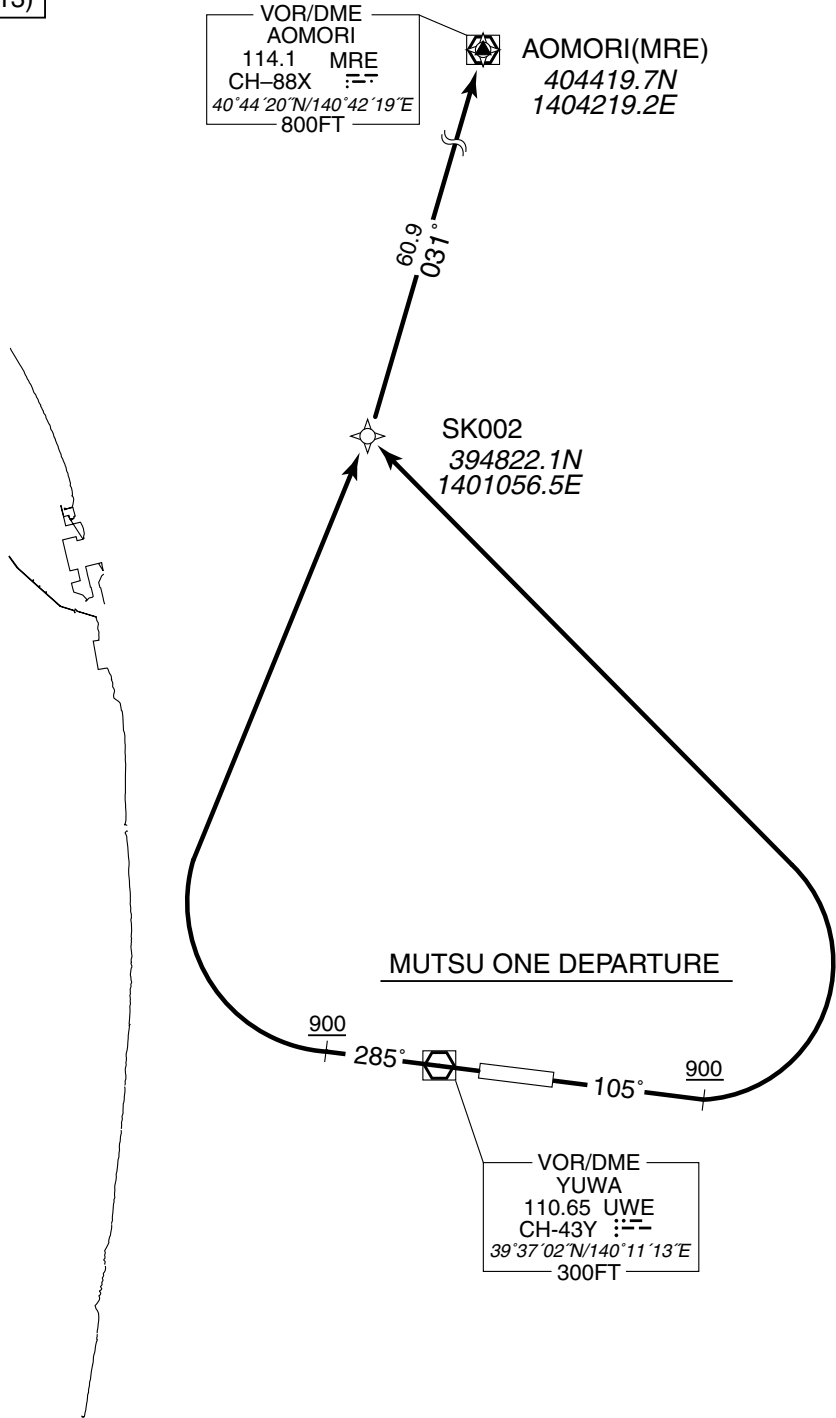 VOR/DME
AOMORI
114.1 MRE
CH–88X
40°44´20˝N/140°42´19˝E
800FT
AOMORI(MRE)
404419.7N
1404219.2E
60.9
031°
SK002
394822.1N
1401056.5E
MUTSU ONE DEPARTURE
900
285°
105°
900
VOR/DME
YUWA
110.65 UWE
CH-43Y
39°37´02˝N/140°11´13˝E
300FT